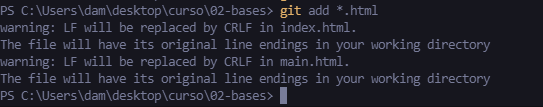 PS C:\Users\dam\desktop\curso\02-bases> git add *.html
warning: LF will be replaced by CRLF in index.html.
The file will have its original line endings in your working directory
warning: LF will be replaced by CRLF in main.html.
The file will have its original line endings in your working directory
PS C:\Users\dam\desktop\curso\02-bases>